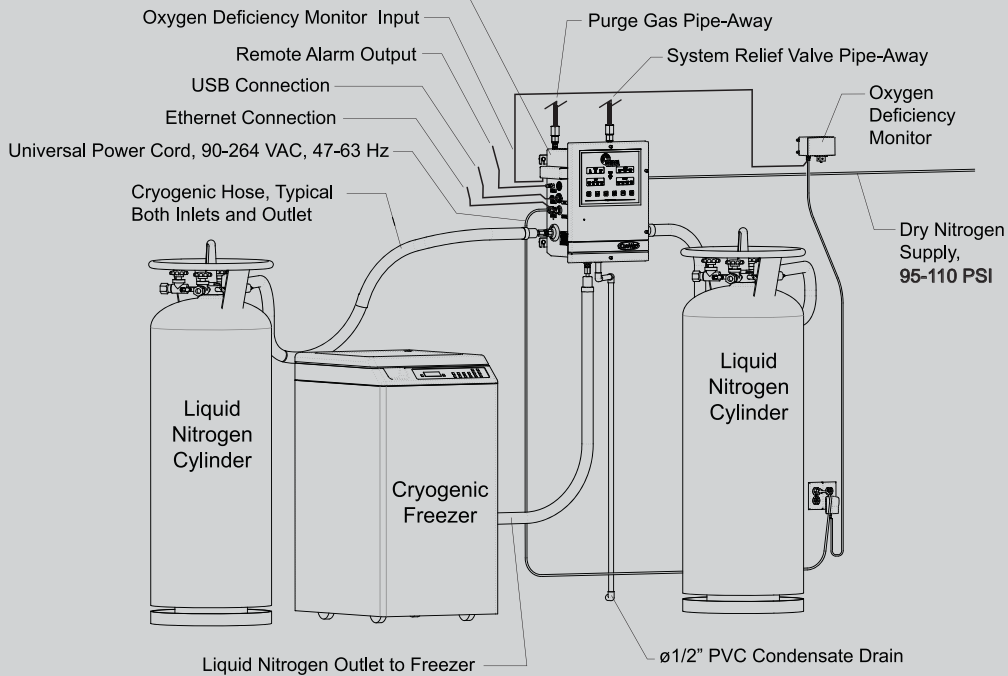 Oxygen Deficiency Monitor Input
Remote Alarm Output
USB Connection
Ethernet Connection
Universal Power Cord, 90-264 VAC, 47-63 Hz
Cryogenic Hose, Typical
Both Inlets and Outlet
Purge Gas Pipe-Away
System Relief Valve Pipe-Away
Oxygen
Deficiency
Monitor
Dry Nitrogen
Supply,
95-110 PSI
Liquid
Nitrogen
Cylinder
Cryogenic
Freezer
Liquid
Nitrogen
Cylinder
Liquid Nitrogen Outlet to Freezer
ø1/2" PVC Condensate Drain